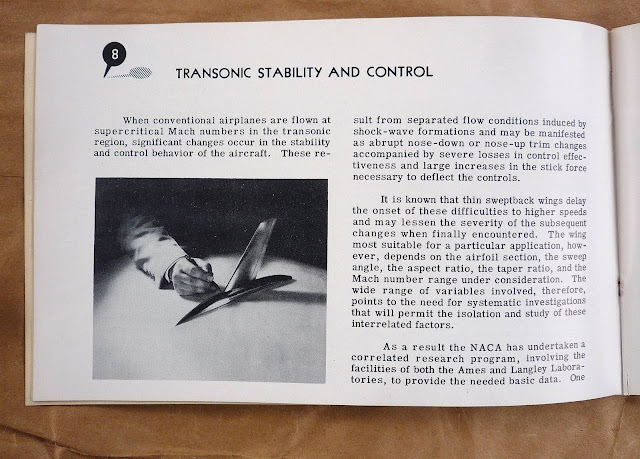 8
TRANSONIC STABILITY AND CONTROL
When conventional airplanes are flown at
supercritical Mach numbers in the transonic
region, significant changes occur in the stability
and control behavior of the aircraft. These re-
sult from separated flow conditions induced by
shock-wave formations and may be manifested
as abrupt nose-down or nose-up trim changes
accompanied by severe losses in control effec-
tiveness and large increases in the stick force
necessary to deflect the controls.
It is known that thin sweptback wings delay
the onset of these difficulties to higher speeds
and may lessen the severity of the subsequent
changes when finally encountered. The wing
most suitable for a particular application, how-
ever, depends on the airfoil section, the sweep
angle, the aspect ratio, the taper ratio, and the
Mach number range under consideration. The
wide range of variables involved, therefore,
points to the need for systematic investigations
that will permit the isolation and study of these
interrelated factors.
As a result the NACA has undertaken a
correlated research program, involving the
facilities of both the Ames and Langley Labora-
tories, to provide the needed basic data. One